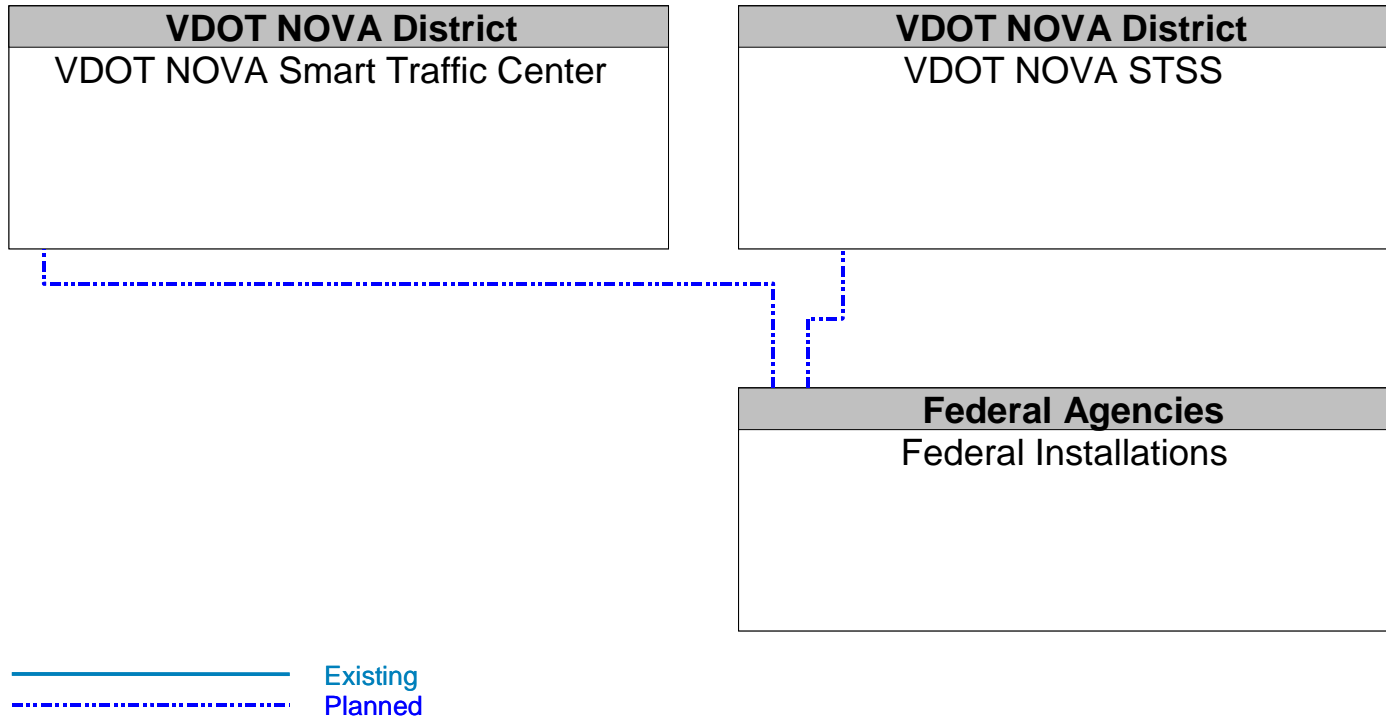 VDOT NOVA District
VDOT NOVA Smart Traffic Center
VDOT NOVA District
VDOT NOVA STSS
Federal Agencies
Federal Installations
Existing
Planned